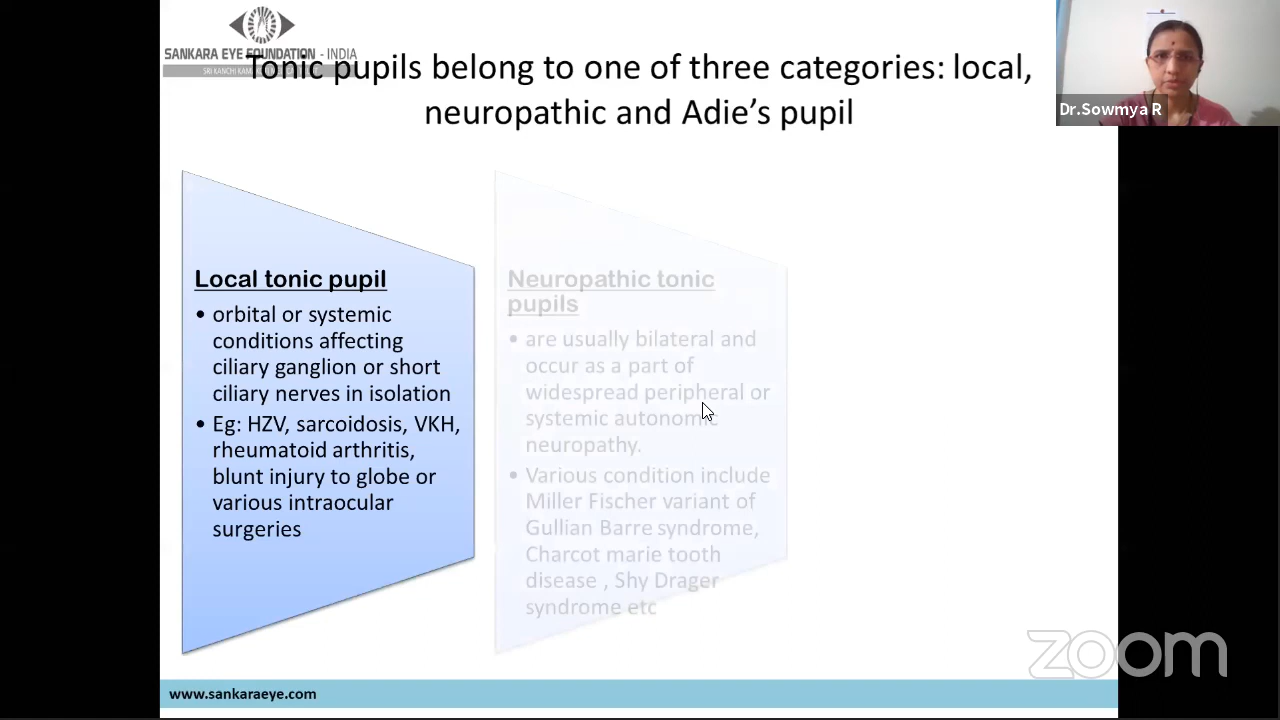 SANKARA EYE FOUNDATION - INDIA
Tonic pupils belong to one of three categories: local,
neuropathic and Adie's pupil
Dr.Sowmya R
Local tonic pupil
• orbital or systemic
conditions affecting
ciliary ganglion or short
ciliary nerves in isolation
• Eg: HZV, sarcoidosis, VKH,
rheumatoid arthritis,
blunt injury to globe or
various intraocular
surgeries
Neuropathic tonic
pupils
• are usually bilateral and
occur as a part of
widespread peripheral or
systemic autonomic
neuropathy.
• Various condition include
Miller Fischer variant of
Gullian Barre syndrome,
Charcot marie tooth
disease , Shy Drager
syndrome etc
zoom
www.sankaraeye.com